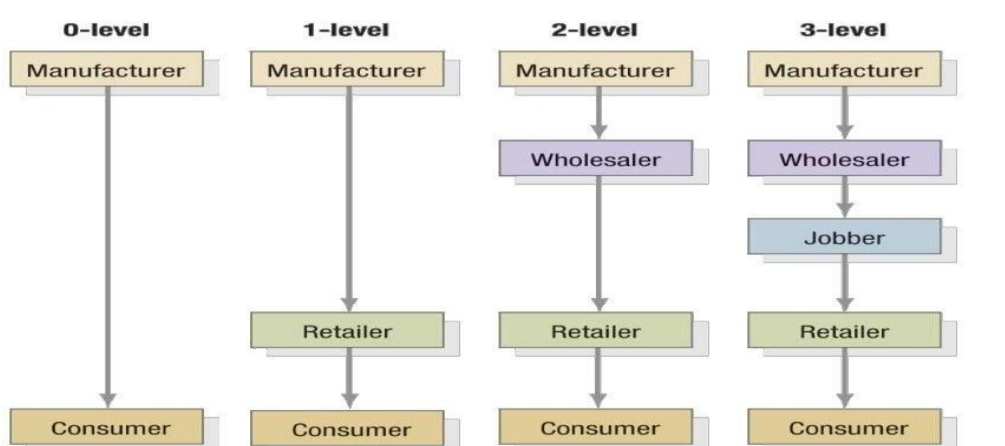 0-level 1-level 2-level 3-level
Manufacturer Manufacturer Manufacturer Manufacturer
Wholesaler Wholesaler
Jobber
Retailer Retailer Retailer
Consumer Consumer Consumer Consumer